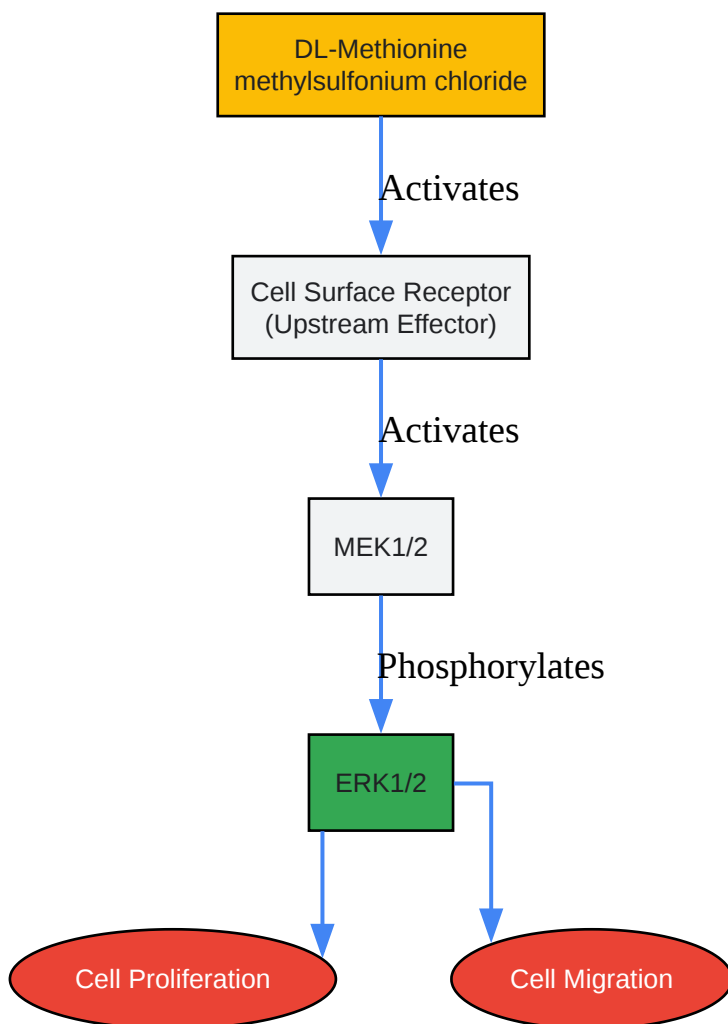 DL-Methionine
methylsulfonium chloride
Activates
Cell Surface Receptor
(Upstream Effector)
Activates
MEK1/2
Phosphorylates
ERK1/2
Cell Proliferation
Cell Migration